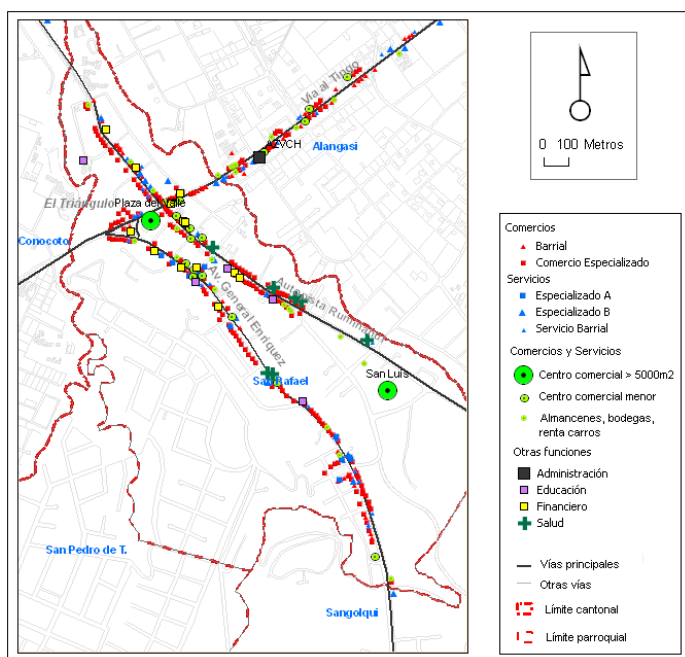 Vía al Tingo
AZVCH
Alangasi
El Triángulo
Plaza del Valle
Conocoto
Av. General Enriquez
Autopista Rumiñahui
San Rafael
San Luis
San Pedro de T.
Sangolqui
0 100 Metros
Comercios
Barrial
Comercio Especializado
Servicios
Especializado A
Especializado B
Servicio Barrial
Comercios y Servicios
Centro comercial > 5000m2
Centro comercial menor
Almancenes, bodegas,
renta carros
Otras funciones
Administración
Educación
Financiero
Salud
Vías principales
Otras vías
Límite cantonal
Límite parroquial